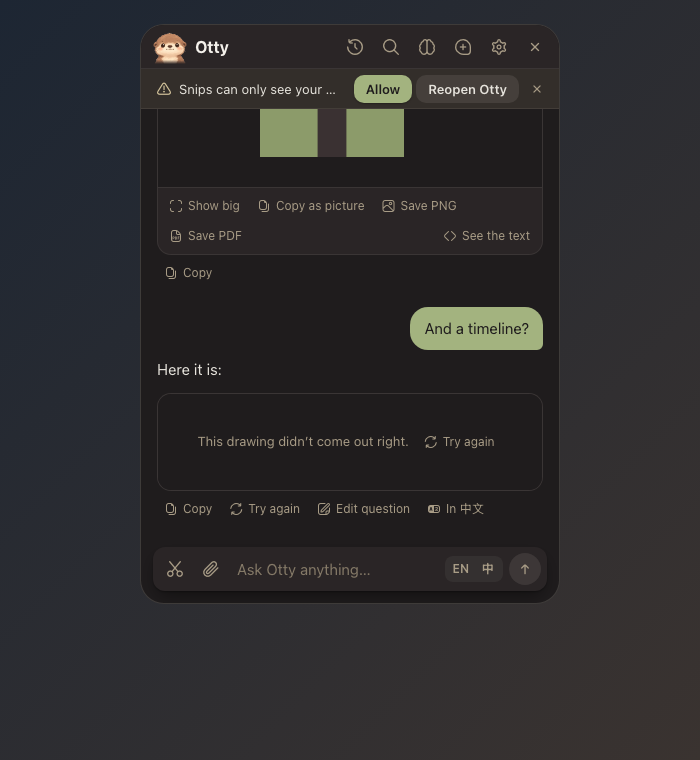 Otty
Snips can only see your ...
Allow
Reopen Otty
Show big
Copy as picture
Save PNG
Save PDF
See the text
Copy
And a timeline?
Here it is:
This drawing didn't come out right.
Try again
Copy
Try again
Edit question
In 中文
Ask Otty anything...
EN
中